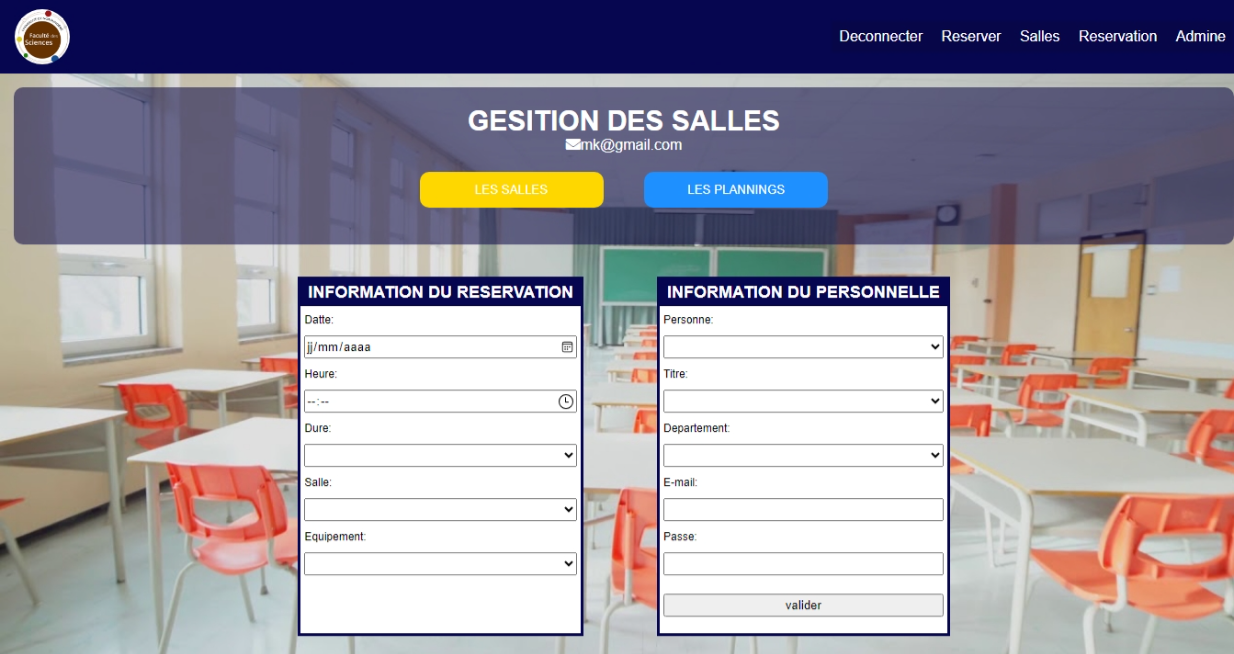 Faculté des
Sciences
Deconnecter Reserver Salles Reservation Admine
GESITION DES SALLES
mk@gmail.com
LES SALLES LES PLANNINGS
INFORMATION DU RESERVATION
Datte:
jj/mm/aaaa
Heure:
--:--
Dure:
Salle:
Equipement:
INFORMATION DU PERSONNELLE
Personne:
Titre:
Departement:
E-mail:
Passe:
valider